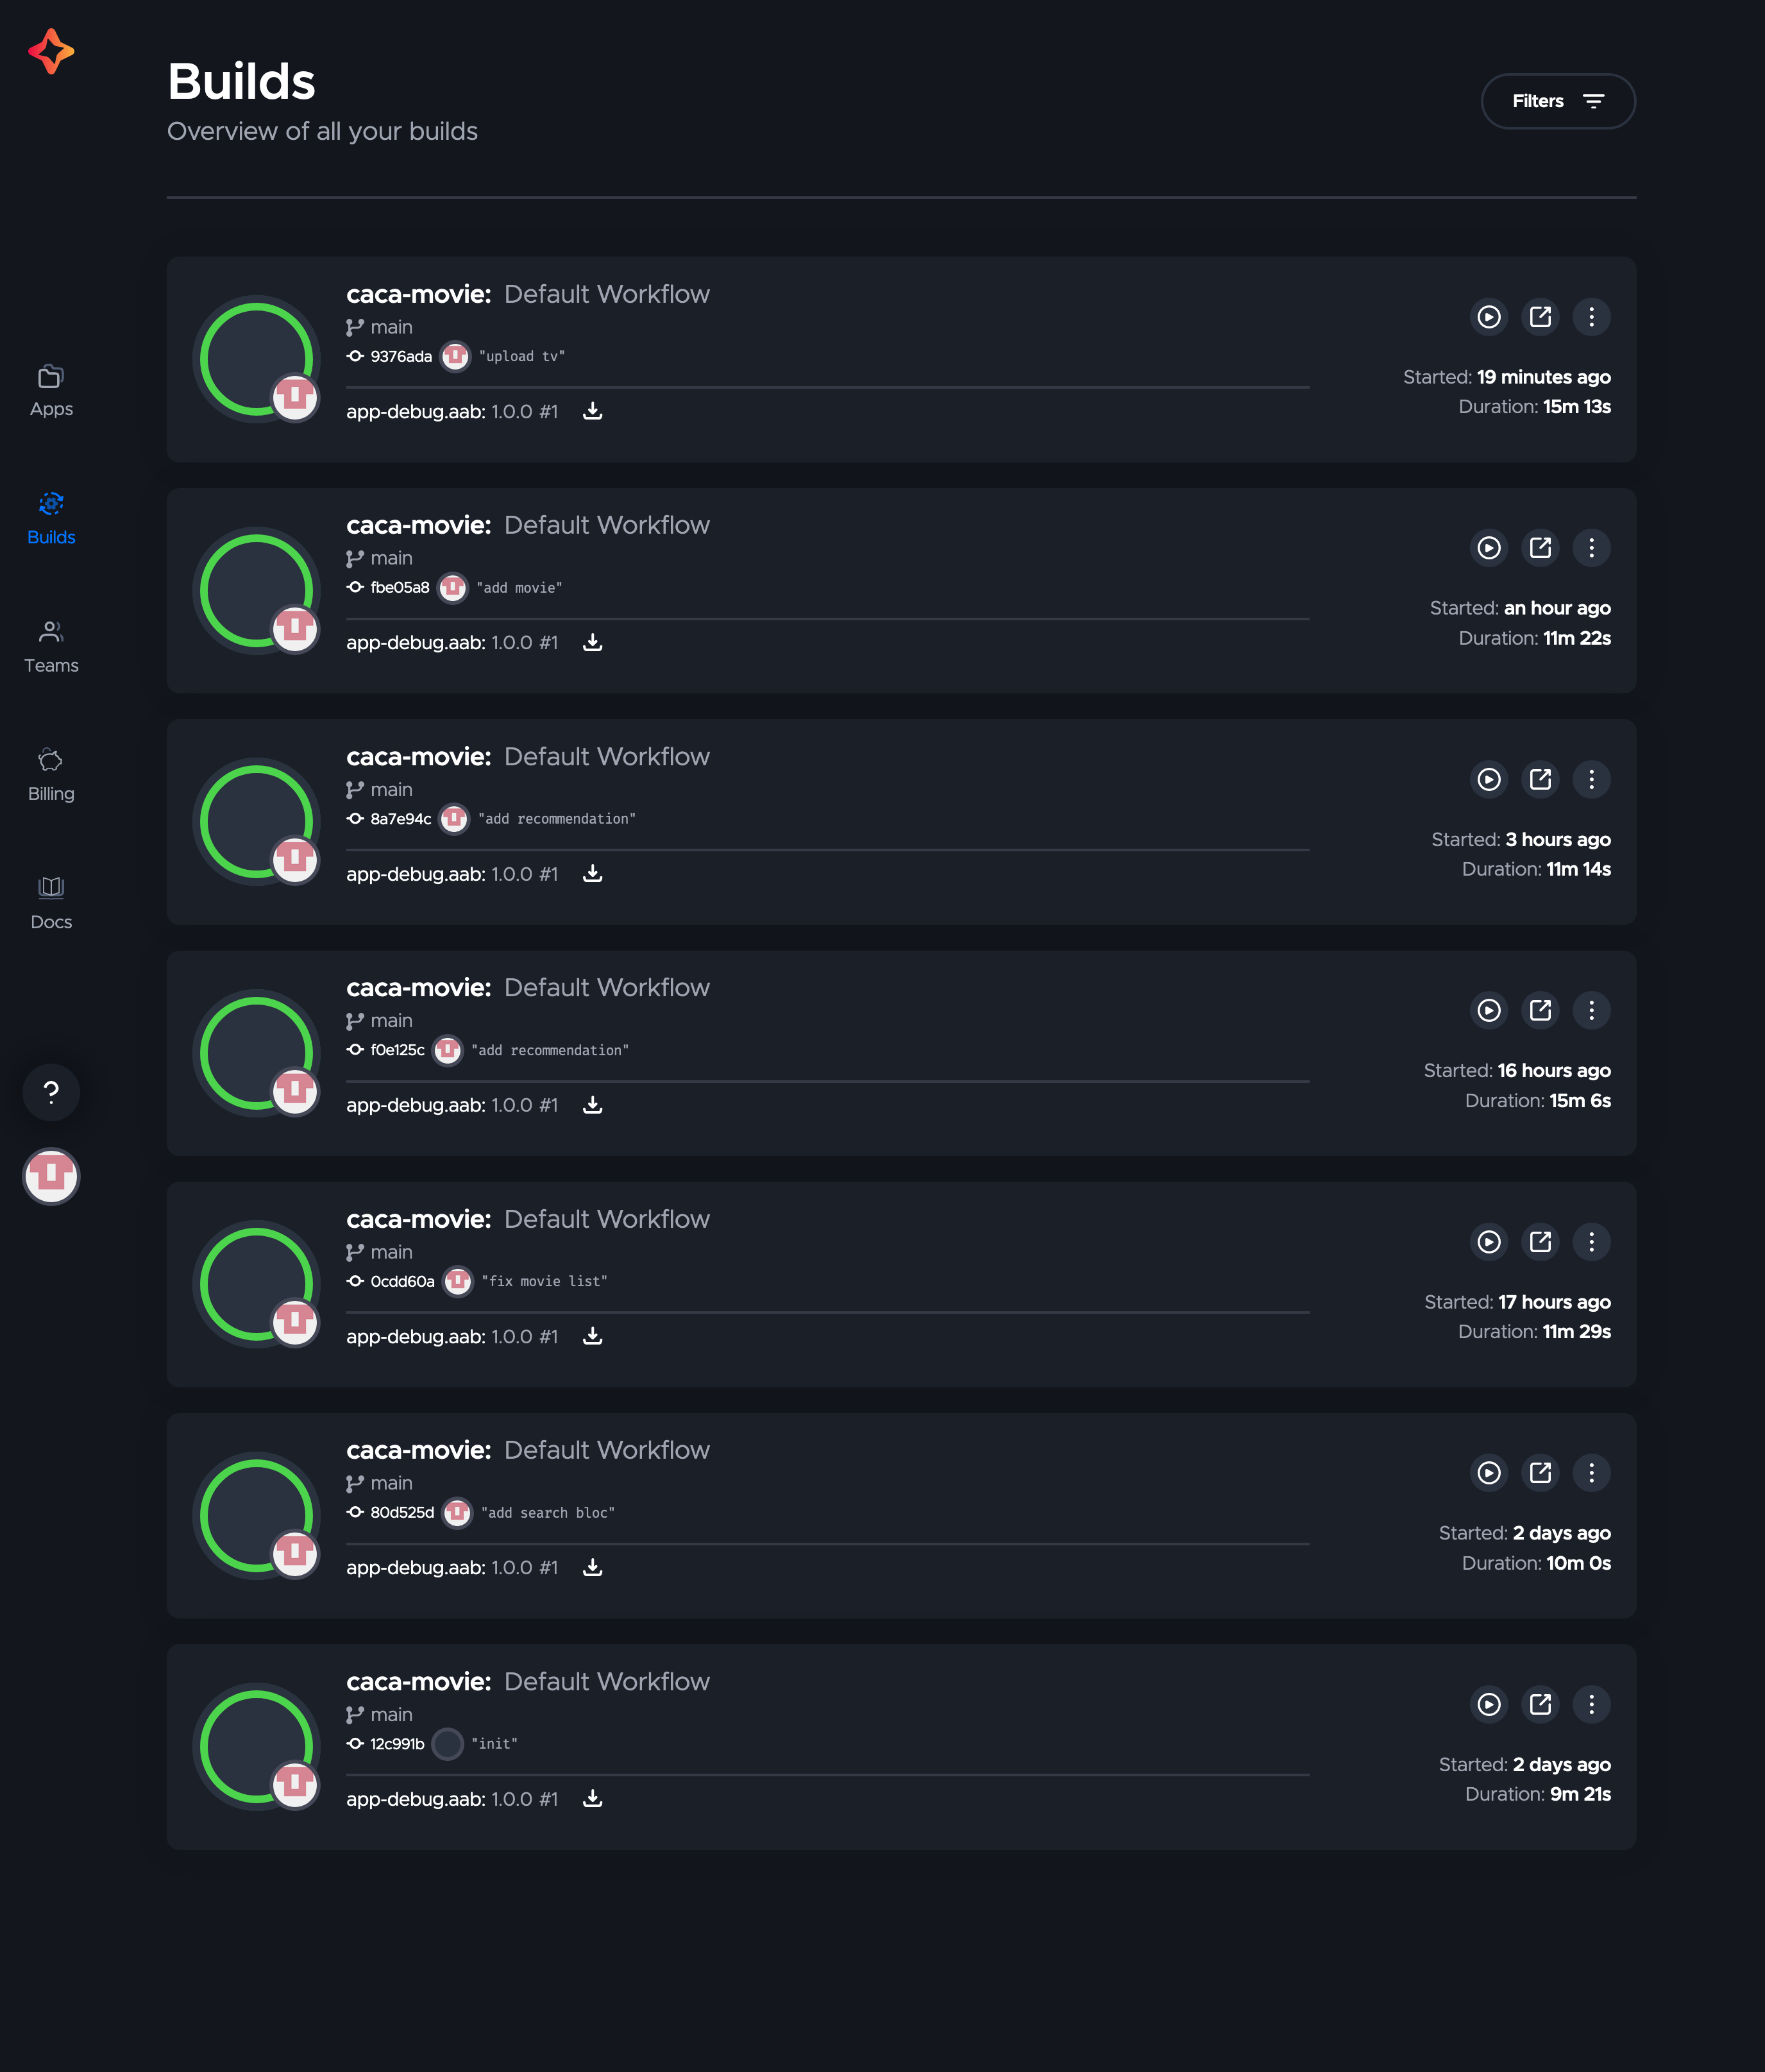 Builds
Overview of all your builds
Filters
Apps
Builds
Teams
Billing
Docs
?
caca-movie: Default Workflow
main
9376ada "upload tv"
app-debug.aab: 1.0.0 #1
Started: 19 minutes ago
Duration: 15m 13s
caca-movie: Default Workflow
main
fbe05a8 "add movie"
app-debug.aab: 1.0.0 #1
Started: an hour ago
Duration: 11m 22s
caca-movie: Default Workflow
main
8a7e94c "add recommendation"
app-debug.aab: 1.0.0 #1
Started: 3 hours ago
Duration: 11m 14s
caca-movie: Default Workflow
main
f0e125c "add recommendation"
app-debug.aab: 1.0.0 #1
Started: 16 hours ago
Duration: 15m 6s
caca-movie: Default Workflow
main
0cdd60a "fix movie list"
app-debug.aab: 1.0.0 #1
Started: 17 hours ago
Duration: 11m 29s
caca-movie: Default Workflow
main
80d525d "add search bloc"
app-debug.aab: 1.0.0 #1
Started: 2 days ago
Duration: 10m 0s
caca-movie: Default Workflow
main
12c991b "init"
app-debug.aab: 1.0.0 #1
Started: 2 days ago
Duration: 9m 21s